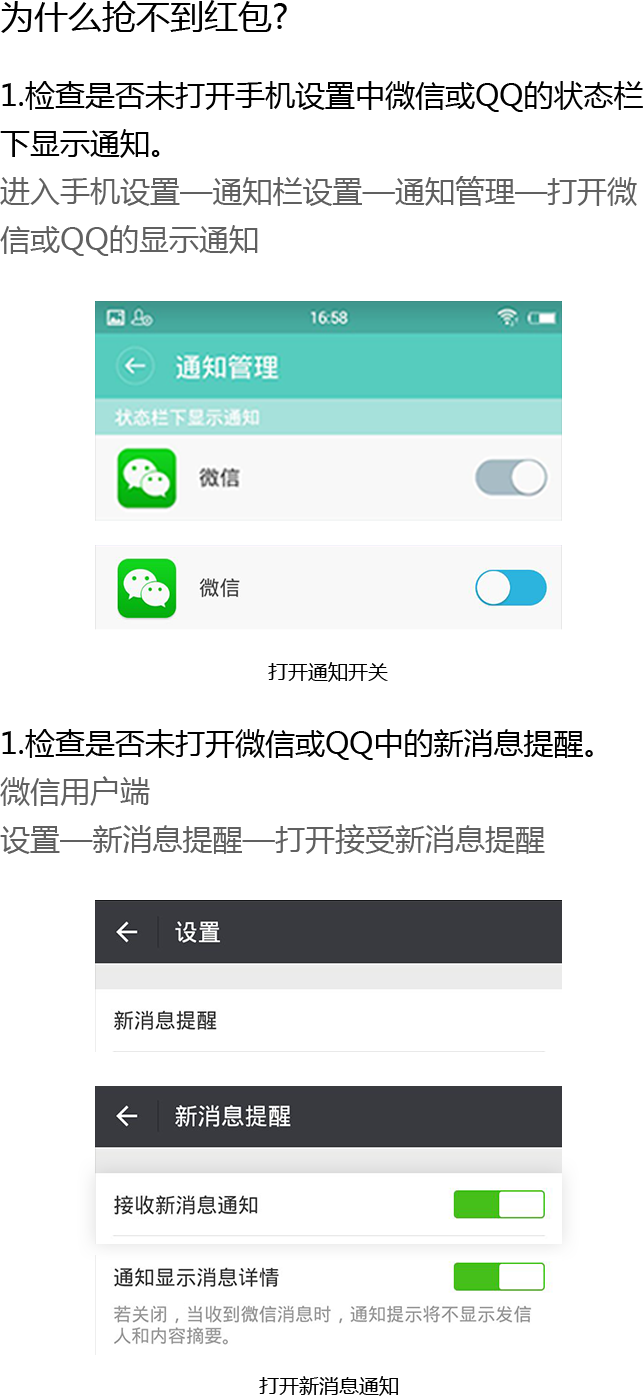 为什么抢不到红包?
1.检查是否未打开手机设置中微信或QQ的状态栏
下显示通知。
进入手机设置—通知栏设置—通知管理—打开微
信或QQ的显示通知
16:58
通知管理
状态栏下显示通知
微信
微信
打开通知开关
1.检查是否未打开微信或QQ中的新消息提醒。
微信用户端
设置—新消息提醒—打开接受新消息提醒
设置
新消息提醒
新消息提醒
接收新消息通知
通知显示消息详情
若关闭，当收到微信消息时，通知提示将不显示发信
人和内容摘要。
打开新消息通知